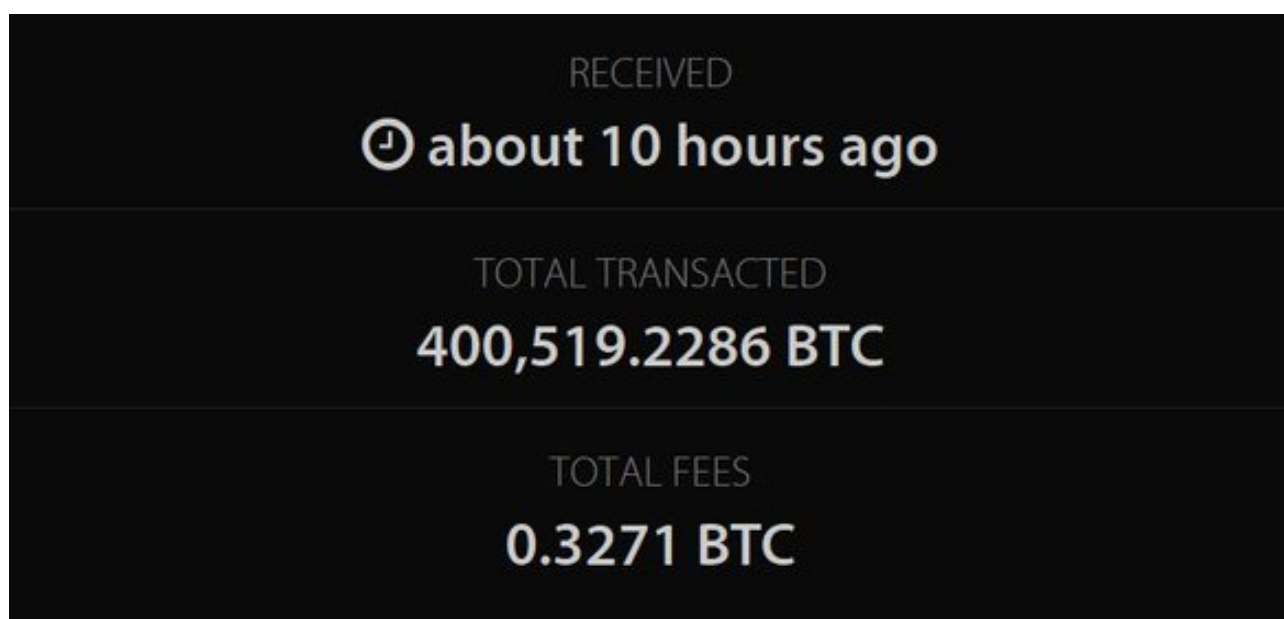 RECEIVED
about 10 hours ago
TOTAL TRANSACTED
400,519.2286 BTC
TOTAL FEES
0.3271 BTC